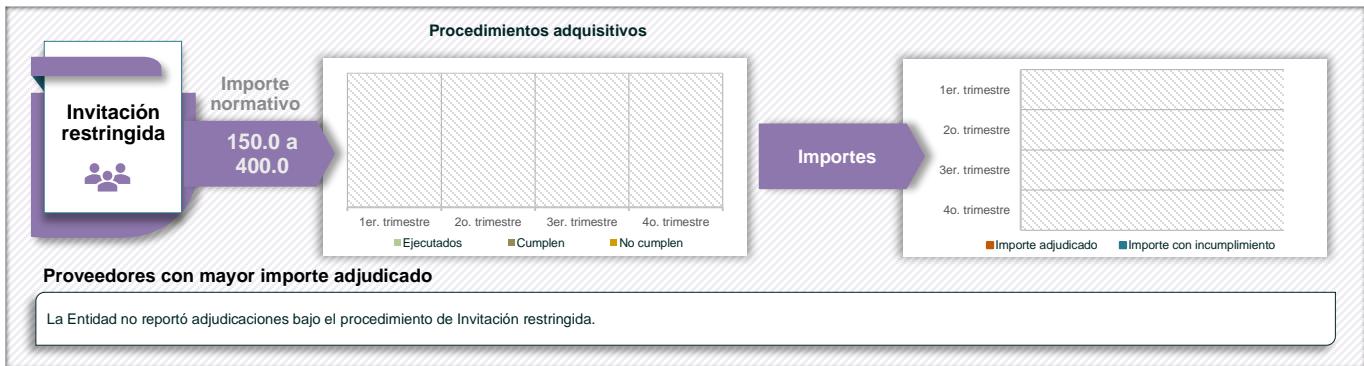 Procedimientos adquisitivos
Invitación
restringida
Importe
normativo
150.0 a
400.0
1er. trimestre
2o. trimestre
3er. trimestre
4o. trimestre
Ejecutados
Cumplen
No cumplen
Importes
1er. trimestre
2o. trimestre
3er. trimestre
4o. trimestre
Importe adjudicado
Importe con incumplimiento
Proveedores con mayor importe adjudicado
La Entidad no reportó adjudicaciones bajo el procedimiento de Invitación restringida.